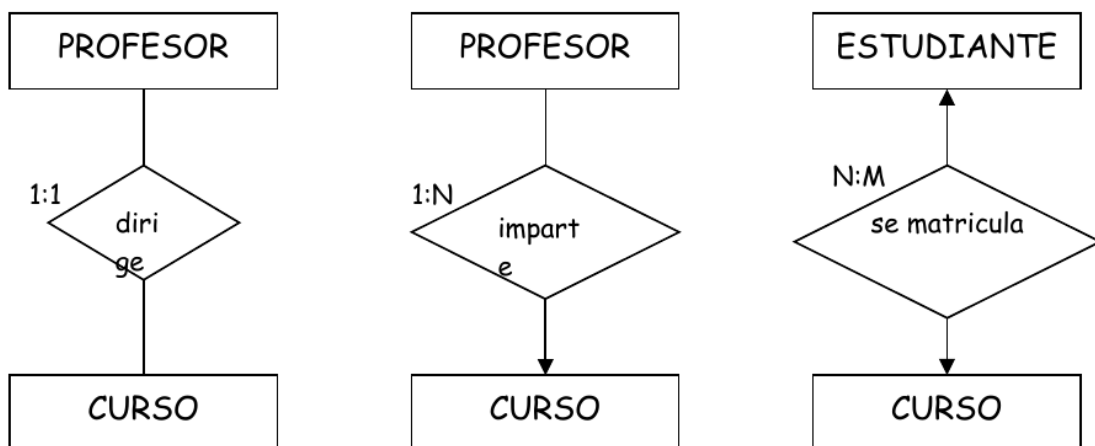 PROFESOR
PROFESOR
ESTUDIANTE
1:1
diri
ge
1:N
impart
e
N:M
se matricula
CURSO
CURSO
CURSO